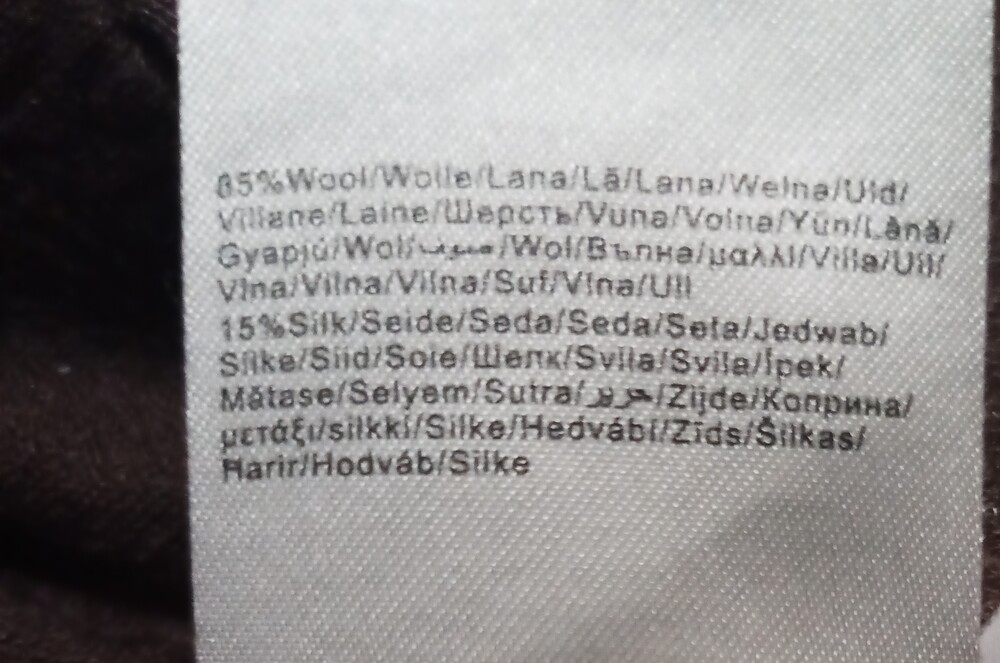 85%Wool/Wolle/Lana/Lã/Lana/Wełna/Uld/
Villane/Laine/Шерсть/Vuna/Volna/Yün/Lână/
Gyapjú/Wol/صوف/Wol/Вълна/μαλλί/Villa/Ull/
Vlna/Vilna/Vilna/Suf/Vlna/Ull
15%Silk/Seide/Seda/Seda/Seta/Jedwab/
Silke/Siid/Soie/Шелк/Svila/Svila/İpek/
Mătase/Selyem/Sutra/حرير/Zijde/Коприна/
μετάξι/silkki/Silke/Hedvábí/Zīds/Šilkas/
Harir/Hodváb/Silke